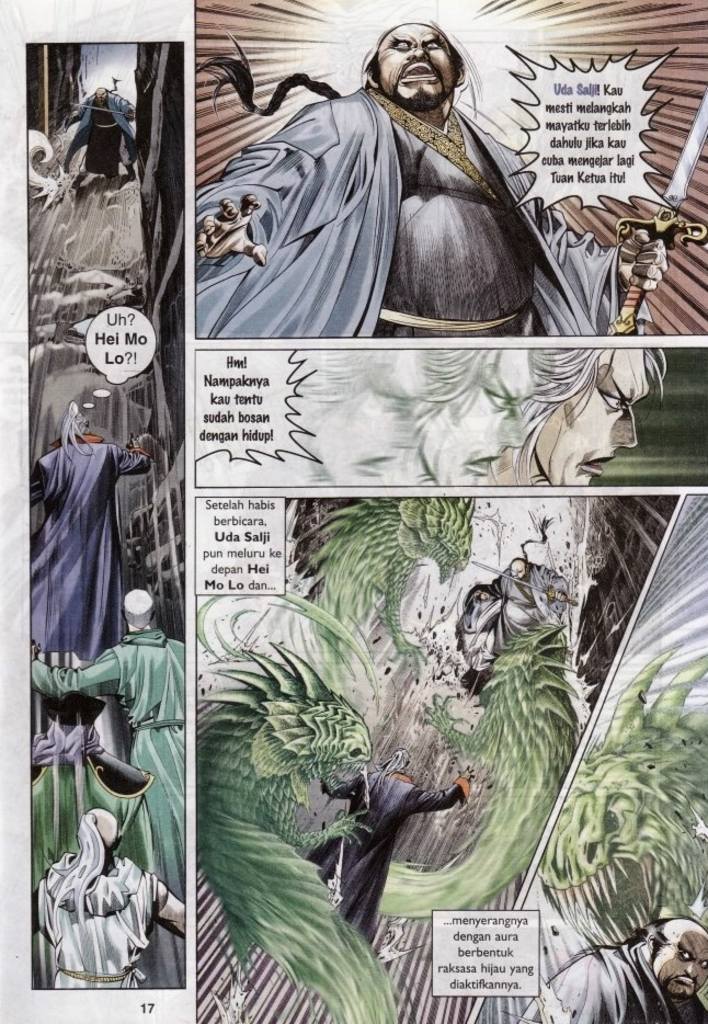 Uh?
Hei Mo
Lo?!
Uda Salji! Kau
mesti melangkah
mayatku terlebih
dahulu jika kau
cuba mengejar lagi
Tuan Ketua itu!
Hm!
Nampaknya
kau tentu
sudah bosan
dengan hidup!
Setelah habis
berbicara,
Uda Salji
pun meluru ke
depan Hei
Mo Lo dan...
...menyerangnya
dengan aura
berbentuk
raksasa hijau yang
diaktifkannya.
17